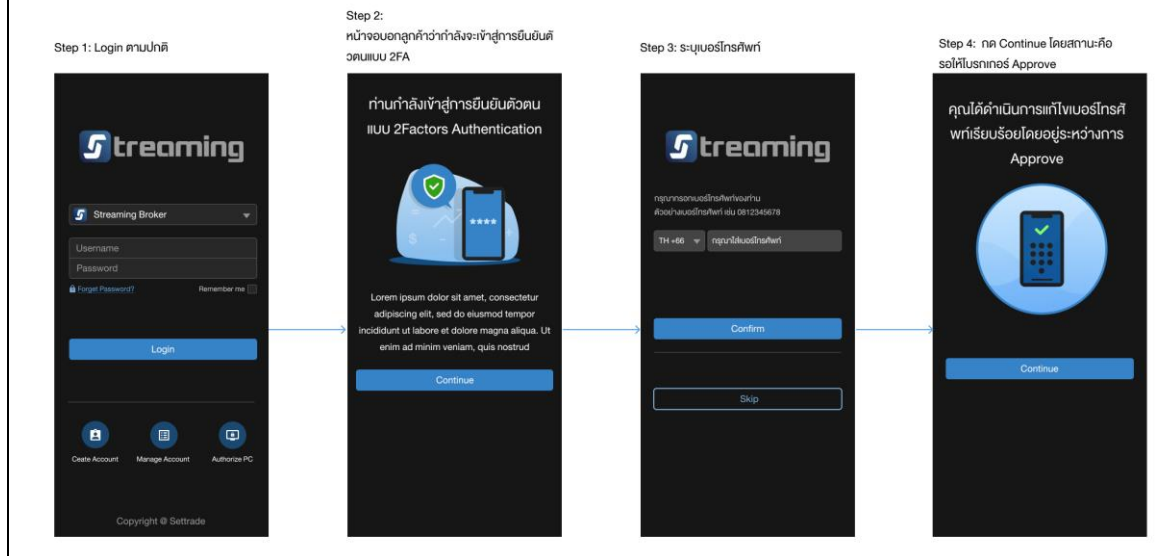 Step 1: Login ตามปกติ
Streaming
Streaming Broker
Username
Password
Forget Password?
Remember me
Login
Ceate Account
Manage Account
Authorize PC
Copyright @ Settrade
Step 2:
หน้าจอบอกลูกค้าว่ากำลังจะเข้าสู่การยืนยันตั
วตนแบบ 2FA
ท่านกำลังเข้าสู่การยืนยันตัวตน
แบบ 2Factors Authentication
****
Lorem ipsum dolor sit amet, consectetur
adipiscing elit, sed do eiusmod tempor
incididunt ut labore et dolore magna aliqua. Ut
enim ad minim veniam, quis nostrud
Continue
Step 3: ระบุเบอร์โทรศัพท์
Streaming
กรุณากรอกเบอร์โทรศัพท์ของท่าน
ตัวอย่างเบอร์โทรศัพท์ เช่น 0812345678
TH +66
กรุณาใส่เบอร์โทรศัพท์
Confirm
Skip
Step 4: กด Continue โดยสถานะคือ
รอให้โบรกเกอร์ Approve
คุณได้ดำเนินการแก้ไขเบอร์โทรศั
พท์เรียบร้อยโดยอยู่ระหว่างการ
Approve
Continue